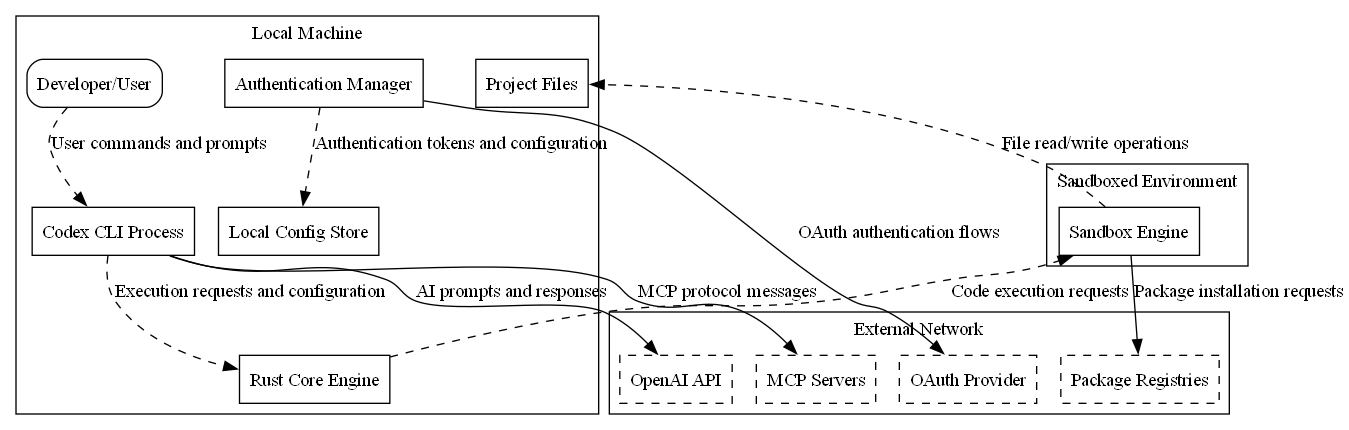 Local Machine
Developer/User
Authentication Manager
Project Files
User commands and prompts
Authentication tokens and configuration
File read/write operations
Sandboxed Environment
Codex CLI Process
Local Config Store
OAuth authentication flows
Sandbox Engine
Execution requests and configuration
AI prompts and responses
MCP protocol messages
Code execution requests
Package installation requests
External Network
Rust Core Engine
OpenAI API
MCP Servers
OAuth Provider
Package Registries